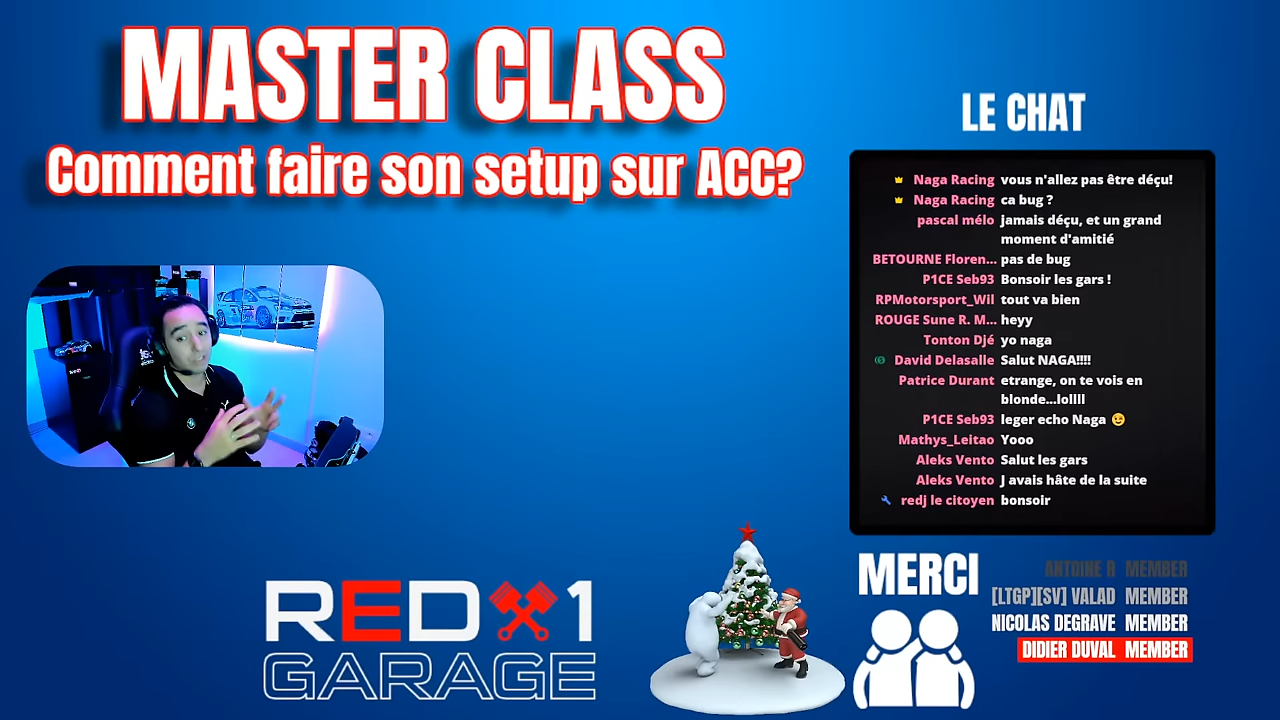 MASTER CLASS
Comment faire son setup sur ACC?
LE CHAT
Naga Racing vous n'allez pas être déçu!
Naga Racing ca bug ?
pascal mélo jamais déçu, et un grand
moment d'amitié
BETOURNE Floren... pas de bug
P1CE Seb93 Bonsoir les gars !
RPMotorsport_Wil tout va bien
ROUGE Sune R. M... heyy
Tonton Djé yo naga
David Delasalle Salut NAGA!!!!
Patrice Durant etrange, on te vois en
blonde...lollll
P1CE Seb93 leger echo Naga 😉
Mathys_Leitao Yooo
Aleks Vento Salut les gars
Aleks Vento J avais hâte de la suite
redj le citoyen bonsoir
RED 1
GARAGE
MERCI
ANTOINE R MEMBER
[LTGP][SV] VALAD MEMBER
NICOLAS DEGRAVE MEMBER
DIDIER DUVAL MEMBER